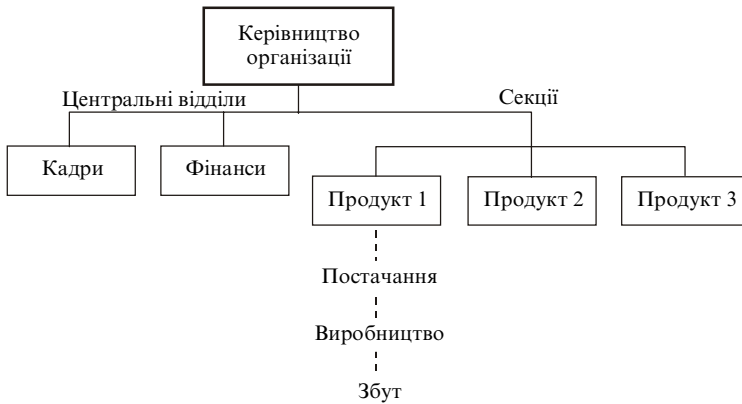 Керівництво
організації
Центральні відділи
Секції
Кадри
Фінанси
Продукт 1
Продукт 2
Продукт 3
Постачання
Виробництво
Збут